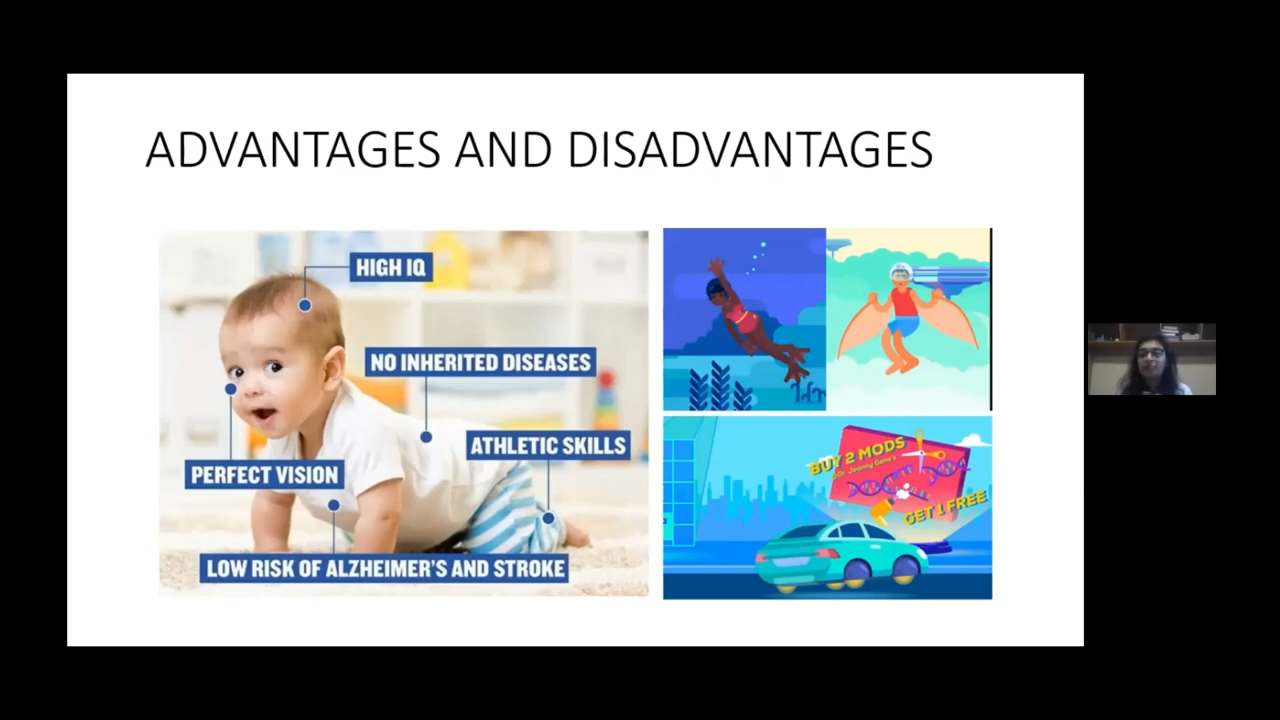 ADVANTAGES AND DISADVANTAGES
HIGH IQ
NO INHERITED DISEASES
ATHLETIC SKILLS
PERFECT VISION
LOW RISK OF ALZHEIMER'S AND STROKE
BUY 2 MODS
GET 1 FREE